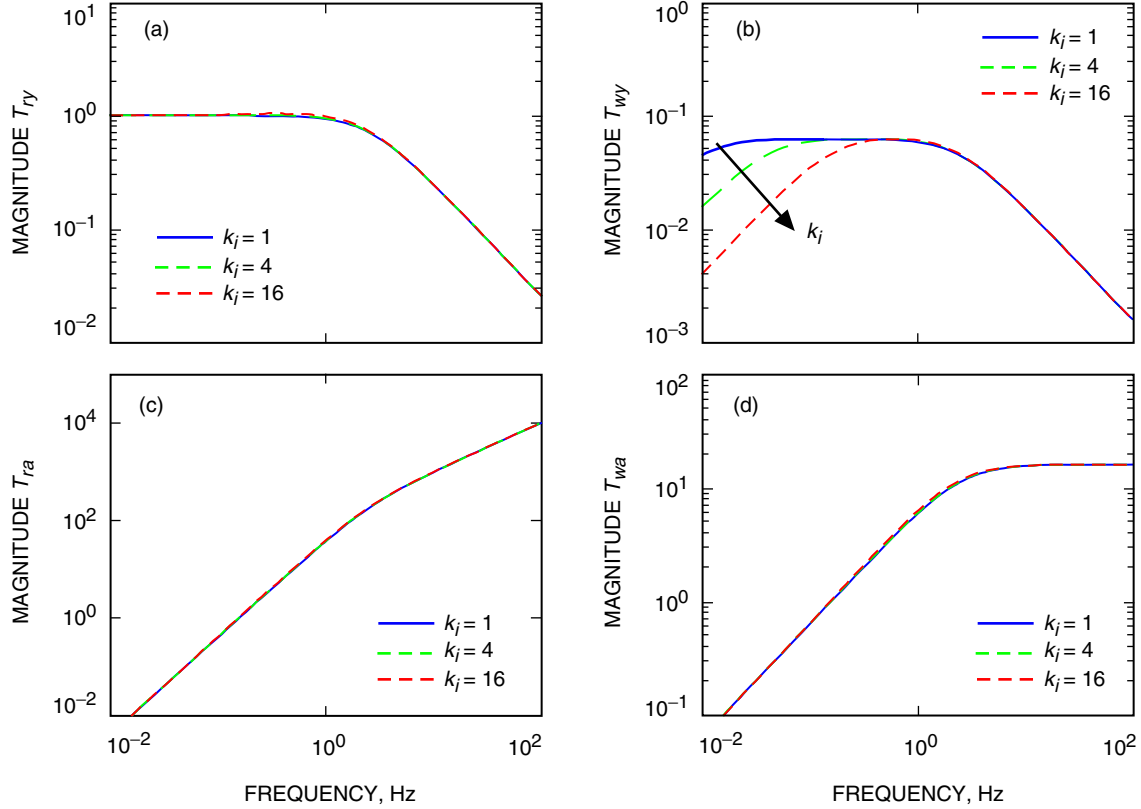 (a)
10^1
10^0
10^–1
10^–2
MAGNITUDE T_ry
k_i = 1
k_i = 4
k_i = 16
(b)
10^0
10^–1
10^–2
10^–3
MAGNITUDE T_wy
k_i = 1
k_i = 4
k_i = 16
k_i
(c)
10^4
10^2
10^0
10^–2
MAGNITUDE T_ra
k_i = 1
k_i = 4
k_i = 16
10^–2 10^0 10^2
FREQUENCY, Hz
(d)
10^2
10^1
10^0
10^–1
MAGNITUDE T_wa
k_i = 1
k_i = 4
k_i = 16
10^–2 10^0 10^2
FREQUENCY, Hz